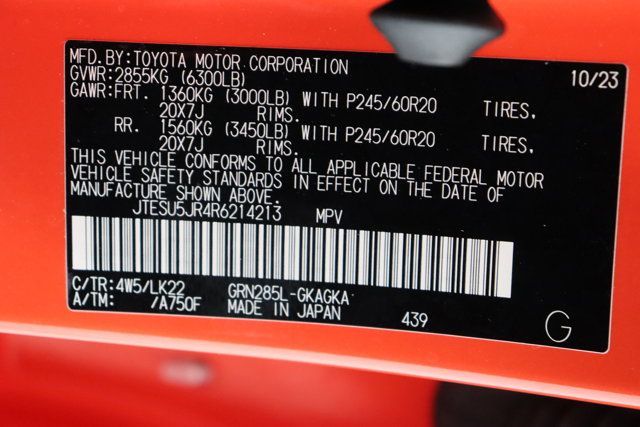 MFD.BY:TOYOTA MOTOR CORPORATION 10/23
GVWR:2855KG (6300LB)
GAWR:FRT. 1360KG (3000LB) WITH P245/60R20 TIRES,
20X7J RIMS.
RR. 1560KG (3450LB) WITH P245/60R20 TIRES,
20X7J RIMS.
THIS VEHICLE CONFORMS TO ALL APPLICABLE FEDERAL MOTOR
VEHICLE SAFETY STANDARDS IN EFFECT ON THE DATE OF
MANUFACTURE SHOWN ABOVE.
JTESU5JR4R6214213 MPV
C/TR:4W5/LK22 GRN285L-GKAGKA
A/TM: /A750F MADE IN JAPAN 439 G